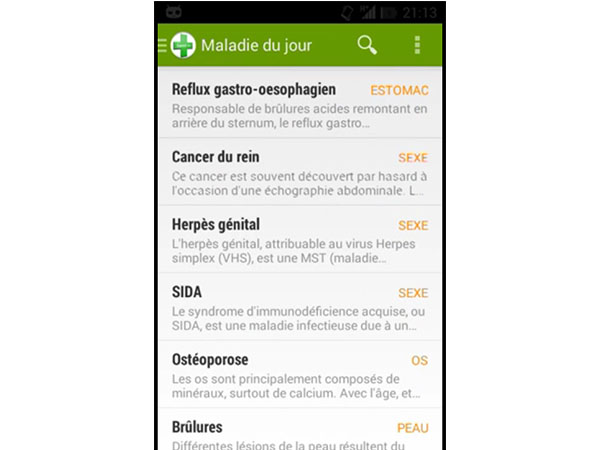 21:13
Maladie du jour
Reflux gastro-oesophagien ESTOMAC
Responsable de brûlures acides remontant en
arrière du sternum, le reflux gastro...
Cancer du rein SEXE
Ce cancer est souvent découvert par hasard à
l'occasion d'une échographie abdominale. L...
Herpès génital SEXE
L'herpès génital, attribuable au virus Herpes
simplex (VHS), est une MST (maladie...
SIDA SEXE
Le syndrome d'immunodéficience acquise, ou
SIDA, est une maladie infectieuse due à un...
Ostéoporose OS
Les os sont principalement composés de
minéraux, surtout de calcium. Avec l'âge, et...
Brûlures PEAU
Différentes lésions de la peau résultent du